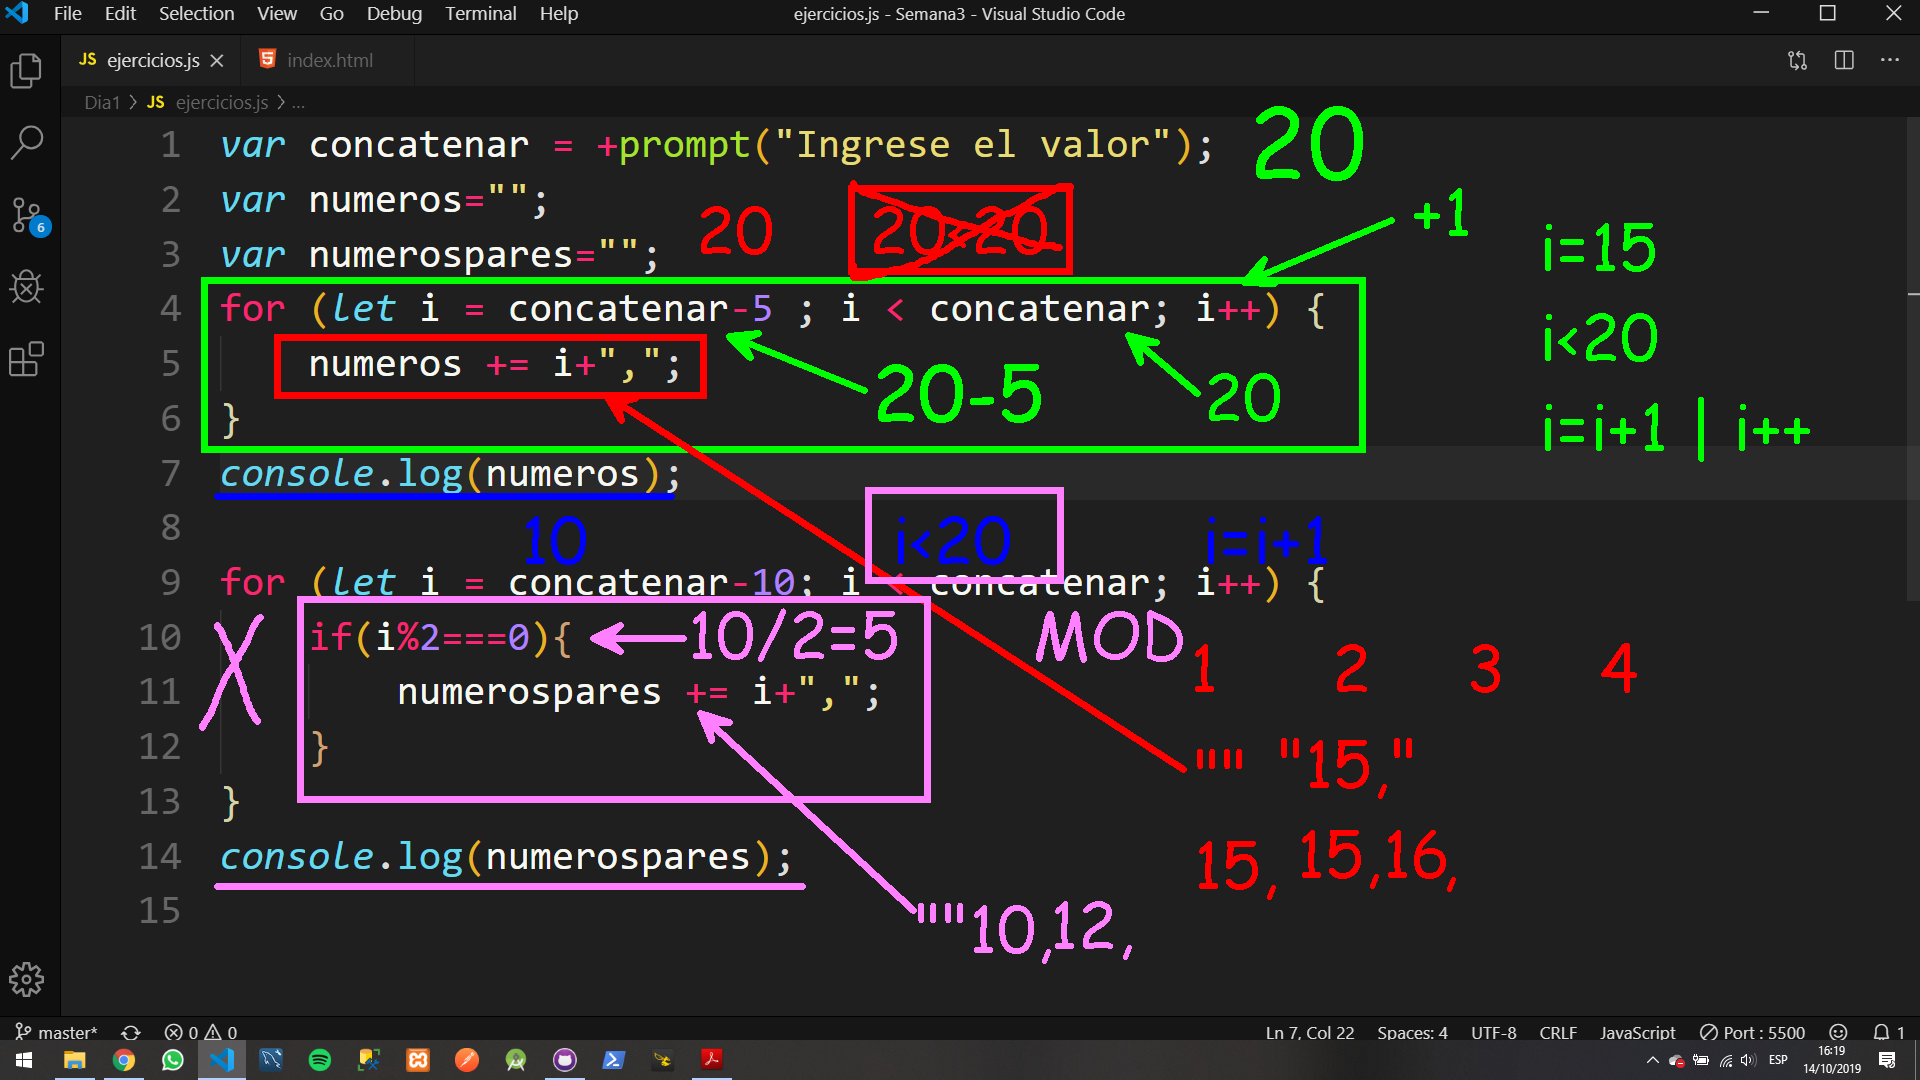 File Edit Selection View Go Debug Terminal Help ejercicios.js - Semana3 - Visual Studio Code
JS ejercicios.js index.html
Dia1 JS ejercicios.js ...
1 var concatenar = +prompt("Ingrese el valor"); 20
2 var numeros=""; +1
20 20<20 i=15
3 var numerospares="";
4 for (let i = concatenar-5 ; i < concatenar; i++) {
i<20
5 numeros += i+",";
20-5 20
6 }
i=i+1 | i++
7 console.log(numeros);
8
10 i<20 i=i+1
9 for (let i = concatenar-10; i < concatenar; i++) {
10 if(i%2===0){ 10/2=5 MOD
X
1 2 3 4
11 numerospares += i+",";
12 }
"" "15,"
13 }
14 console.log(numerospares);
15, 15,16,
15
""10,12,
6
master* 0 0 Ln 7, Col 22 Spaces: 4 UTF-8 CRLF JavaScript Port : 5500 1
ESP 16:19
14/10/2019